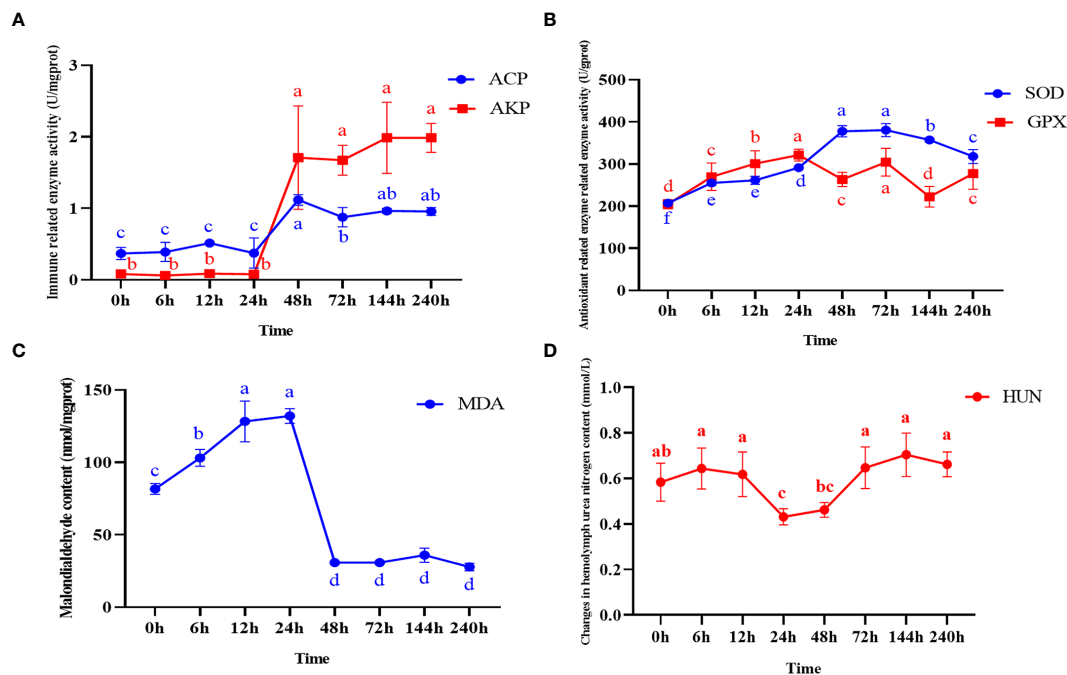 A
Immune related enzyme activity (U/mgprot)
3
2
1
0
ACP
AKP
a a a a
c c c c a b ab ab
b b b b
0h 6h 12h 24h 48h 72h 144h 240h
Time
B
Antioxidant related enzyme related enzyme activity (U/gprot)
500
400
300
200
100
0
SOD
GPX
f e e d a a b c
d c b a c a d c
0h 6h 12h 24h 48h 72h 144h 240h
Time
C
Malondialdehyde content (nmol/mgprot)
150
100
50
0
MDA
c b a a d d d d
0h 6h 12h 24h 48h 72h 144h 240h
Time
D
Changes in hemolymph urea nitrogen content (mmol/L)
1.0
0.8
0.6
0.4
0.2
0.0
HUN
ab a a c bc a a a
0h 6h 12h 24h 48h 72h 144h 240h
Time